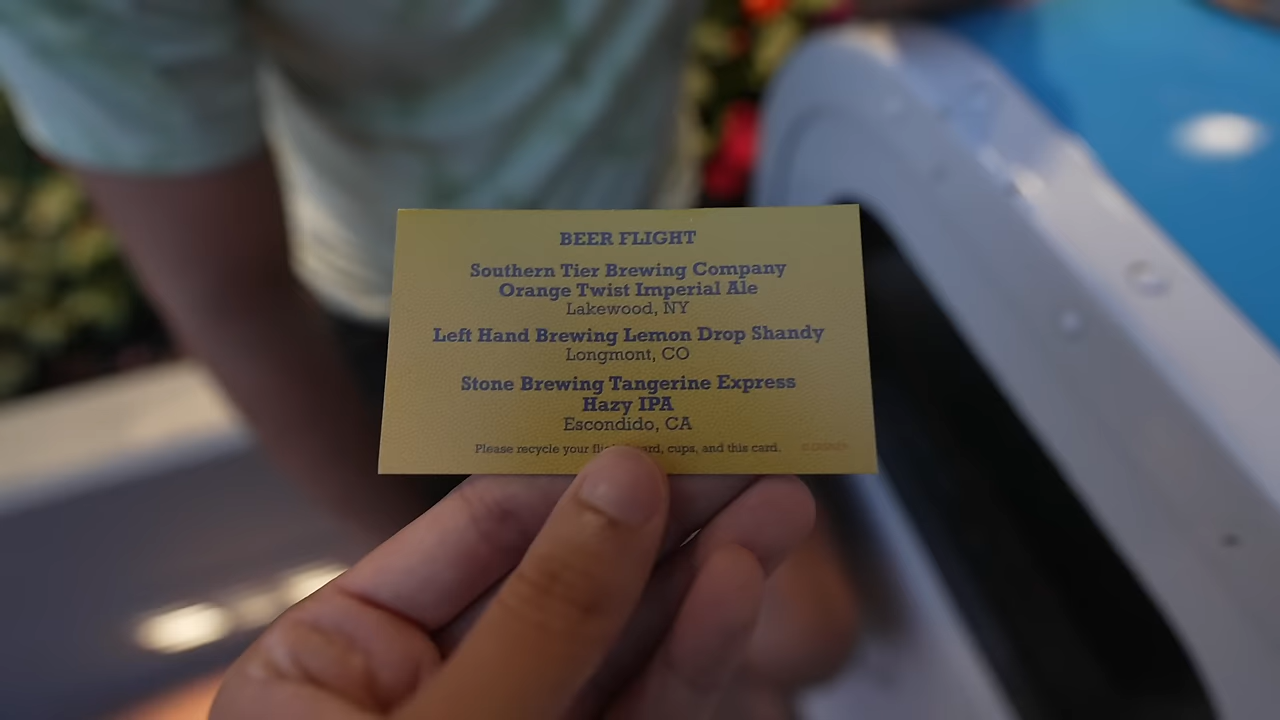 BEER FLIGHT
Southern Tier Brewing Company
Orange Twist Imperial Ale
Lakewood, NY
Left Hand Brewing Lemon Drop Shandy
Longmont, CO
Stone Brewing Tangerine Express
Hazy IPA
Escondido, CA
Please recycle your cups, and this card.